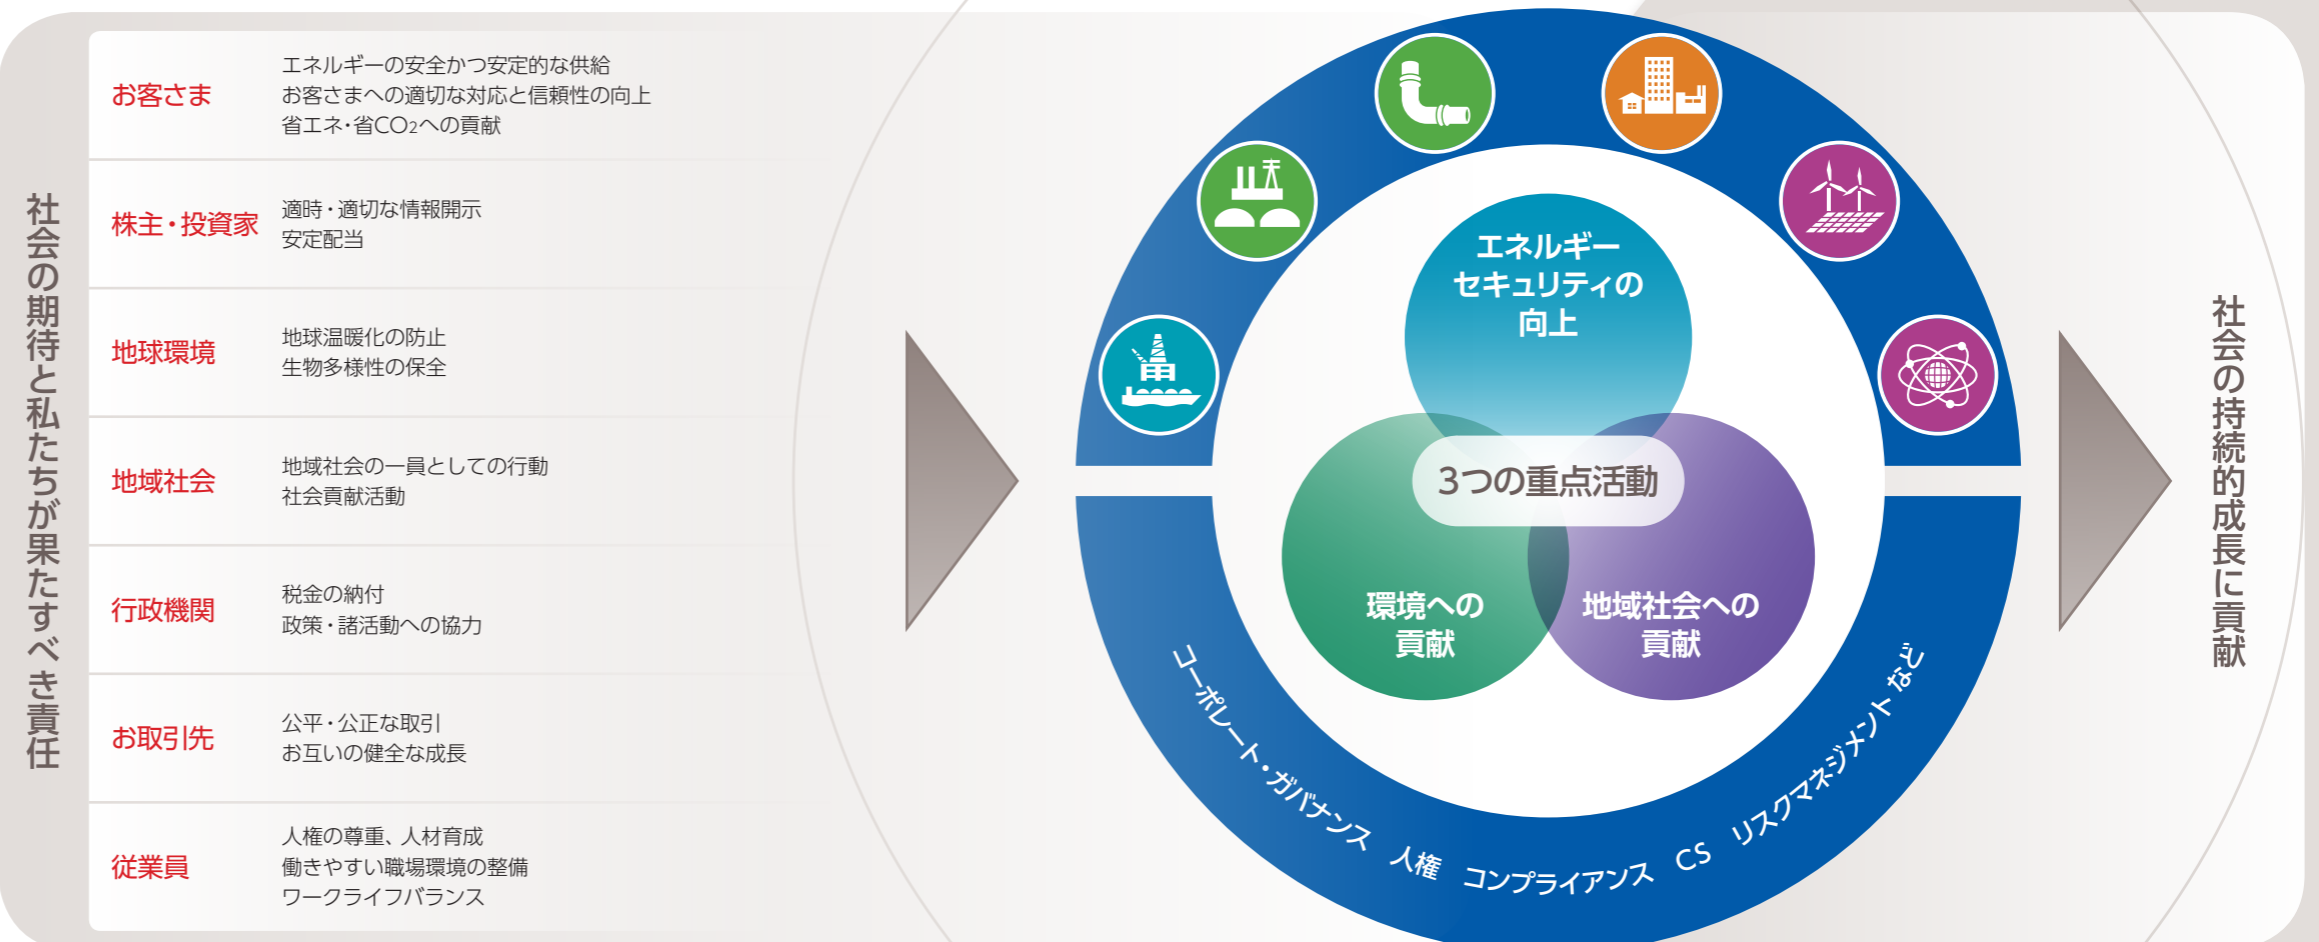 社会の期待と私たちが果たすべき責任
お客さま
エネルギーの安全かつ安定的な供給
お客さまへの適切な対応と信頼性の向上
省エネ・省CO2への貢献
株主・投資家
適時・適切な情報開示
安定配当
地球環境
地球温暖化の防止
生物多様性の保全
地域社会
地域社会の一員としての行動
社会貢献活動
行政機関
税金の納付
政策・諸活動への協力
お取引先
公平・公正な取引
お互いの健全な成長
従業員
人権の尊重、人材育成
働きやすい職場環境の整備
ワークライフバランス
エネルギー
セキュリティの
向上
3つの重点活動
環境への
貢献
地域社会への
貢献
コーポレート・ガバナンス 人権 コンプライアンス CS リスクマネジメント など
社会の持続的成長に貢献